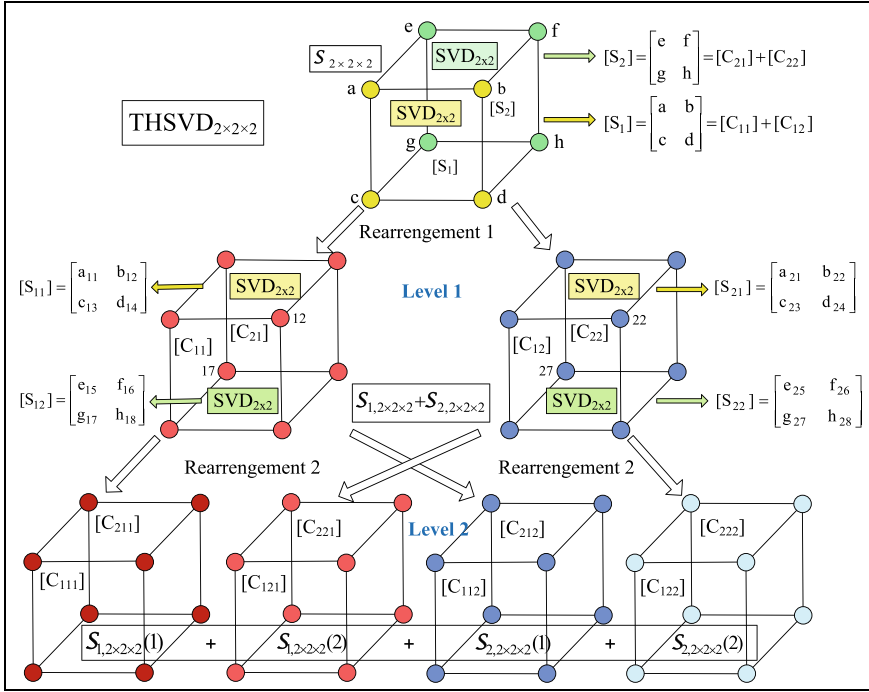 e f
S 2×2×2 SVD2x2 [S2]=[e f
g h]=[C21]+[C22]
a b
SVD2x2 [S2]
THSVD2×2×2 [S1]=[a b
c d]=[C11]+[C12]
g h
[S1]
c d
Rearrengement 1
[S11]=[a11 b12
c13 d14] SVD2x2 Level 1 SVD2x2 [S21]=[a21 b22
c23 d24]
12 22
[C11] [C21] [C12] [C22]
17 27
[S12]=[e15 f16
g17 h18] SVD2x2 S1,2×2×2+S2,2×2×2 SVD2x2 [S22]=[e25 f26
g27 h28]
Rearrengement 2 Rearrengement 2
[C211] [C221] Level 2 [C212] [C222]
[C111] [C121] [C112] [C122]
S1,2×2×2(1) + S1,2×2×2(2) + S2,2×2×2(1) + S2,2×2×2(2)